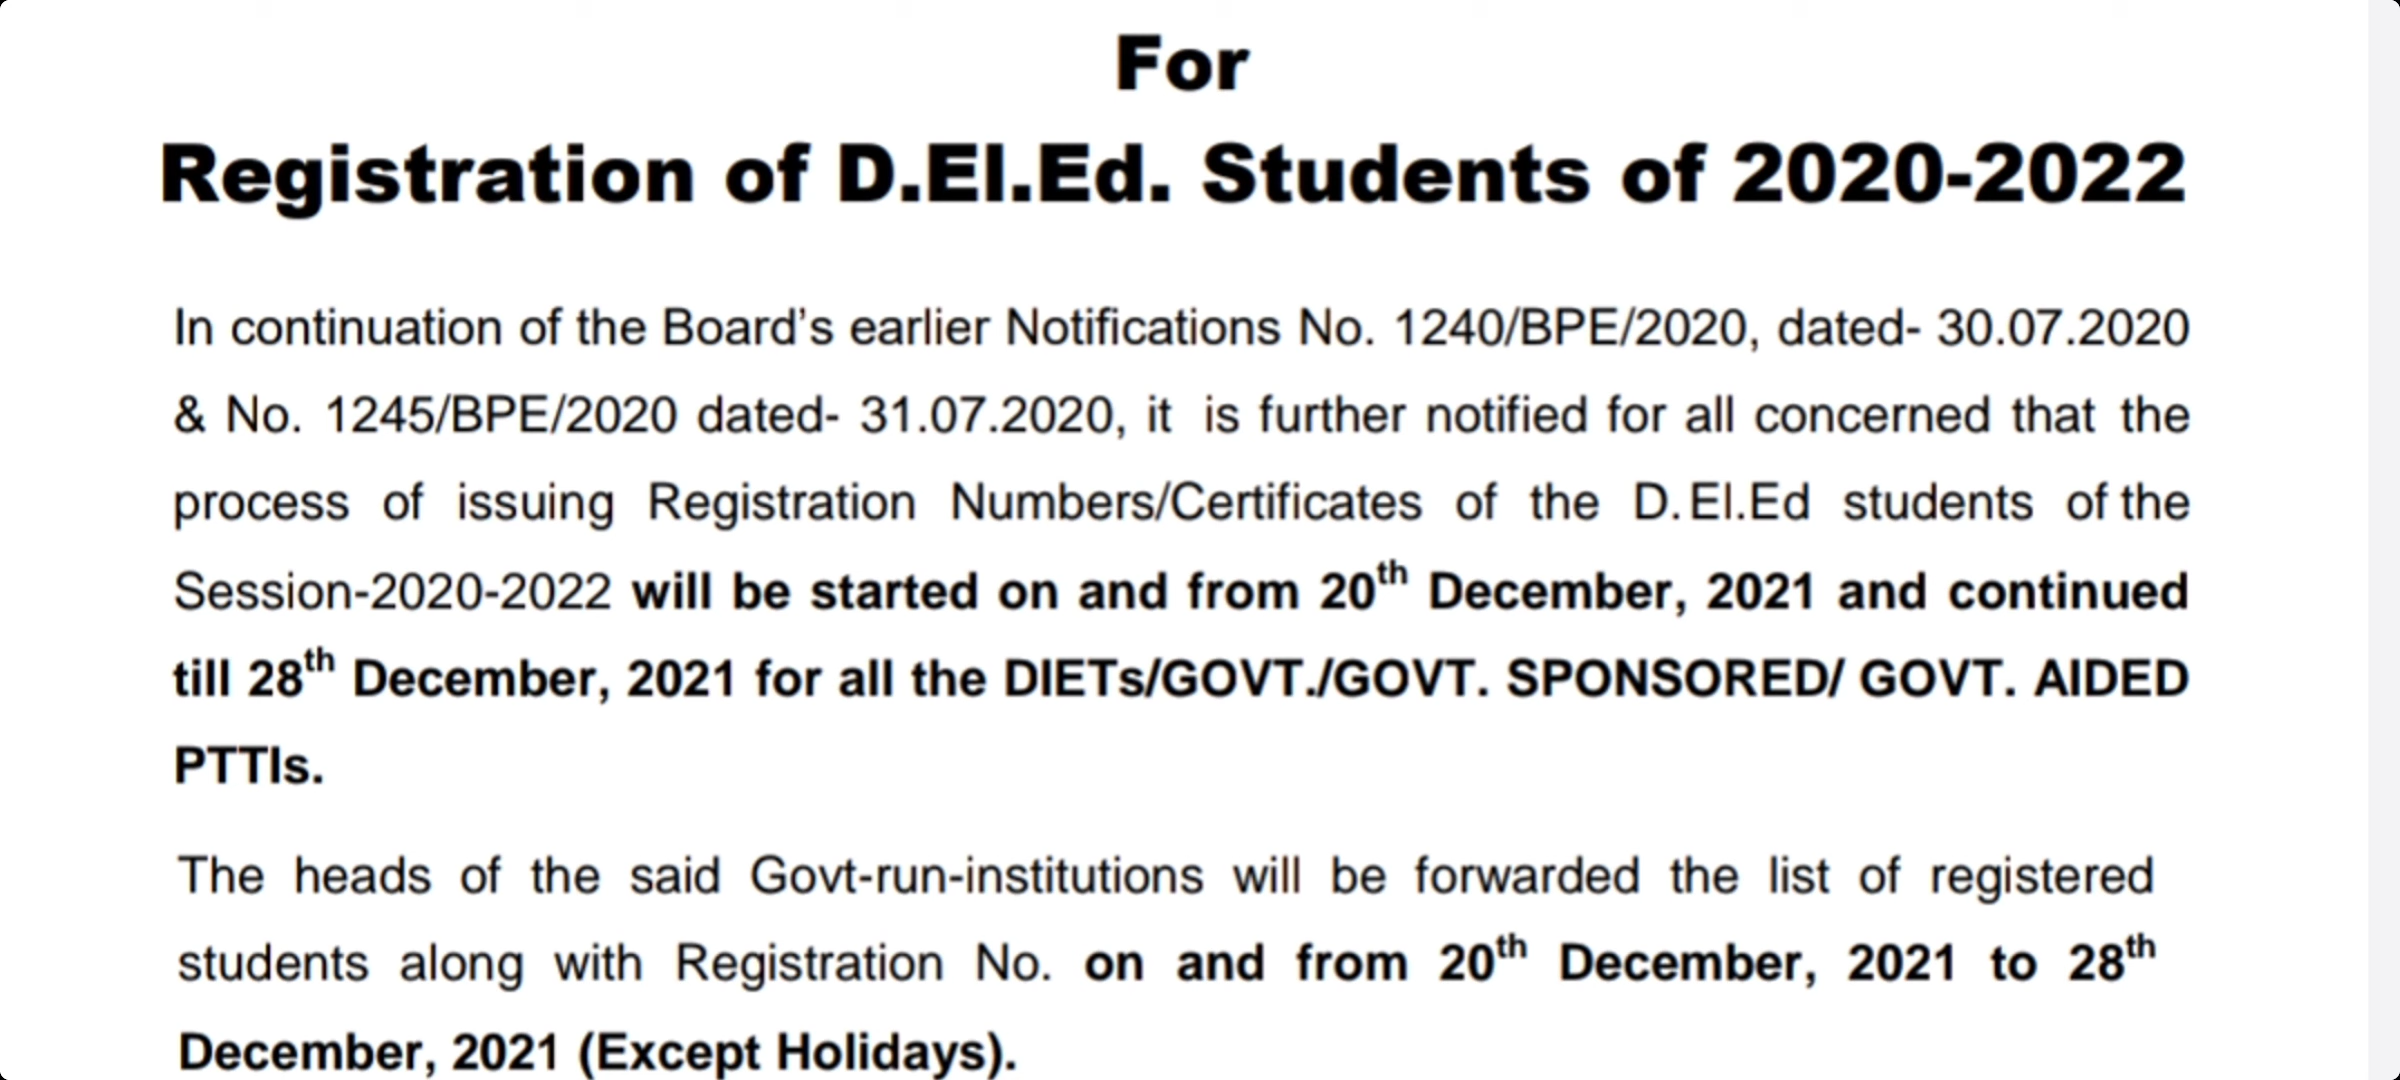 For
Registration of D.El.Ed. Students of 2020-2022
In continuation of the Board's earlier Notifications No. 1240/BPE/2020, dated- 30.07.2020
& No. 1245/BPE/2020 dated- 31.07.2020, it is further notified for all concerned that the
process of issuing Registration Numbers/Certificates of the D.El.Ed students of the
Session-2020-2022 will be started on and from 20th December, 2021 and continued
till 28th December, 2021 for all the DIETs/GOVT./GOVT. SPONSORED/ GOVT. AIDED
PTTIs.
The heads of the said Govt-run-institutions will be forwarded the list of registered
students along with Registration No. on and from 20th December, 2021 to 28th
December, 2021 (Except Holidays).